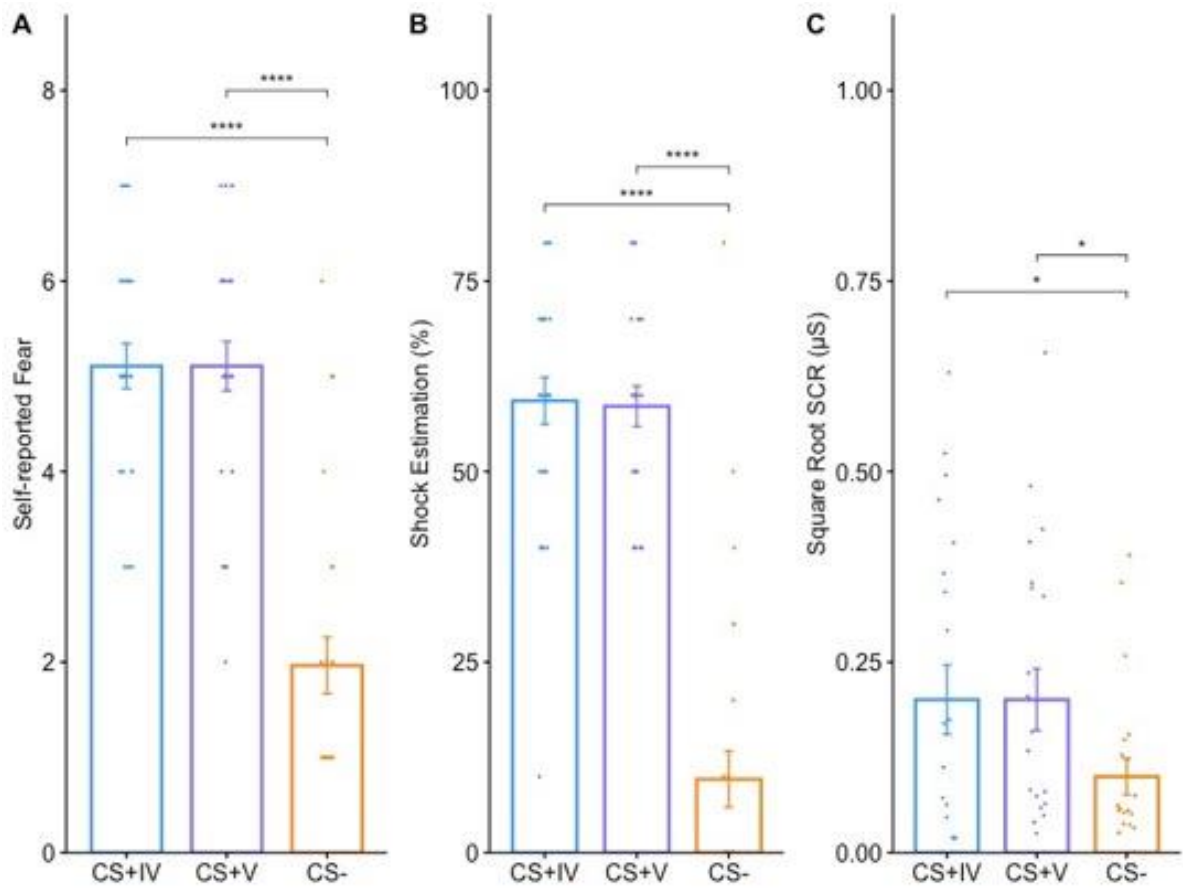 A
Self-reported Fear
8
6
4
2
0
****
****
CS+IV
CS+V
CS-
B
Shock Estimation (%)
100
75
50
25
0
****
****
CS+IV
CS+V
CS-
C
Square Root SCR (µS)
1.00
0.75
0.50
0.25
0.00
*
*
CS+IV
CS+V
CS-